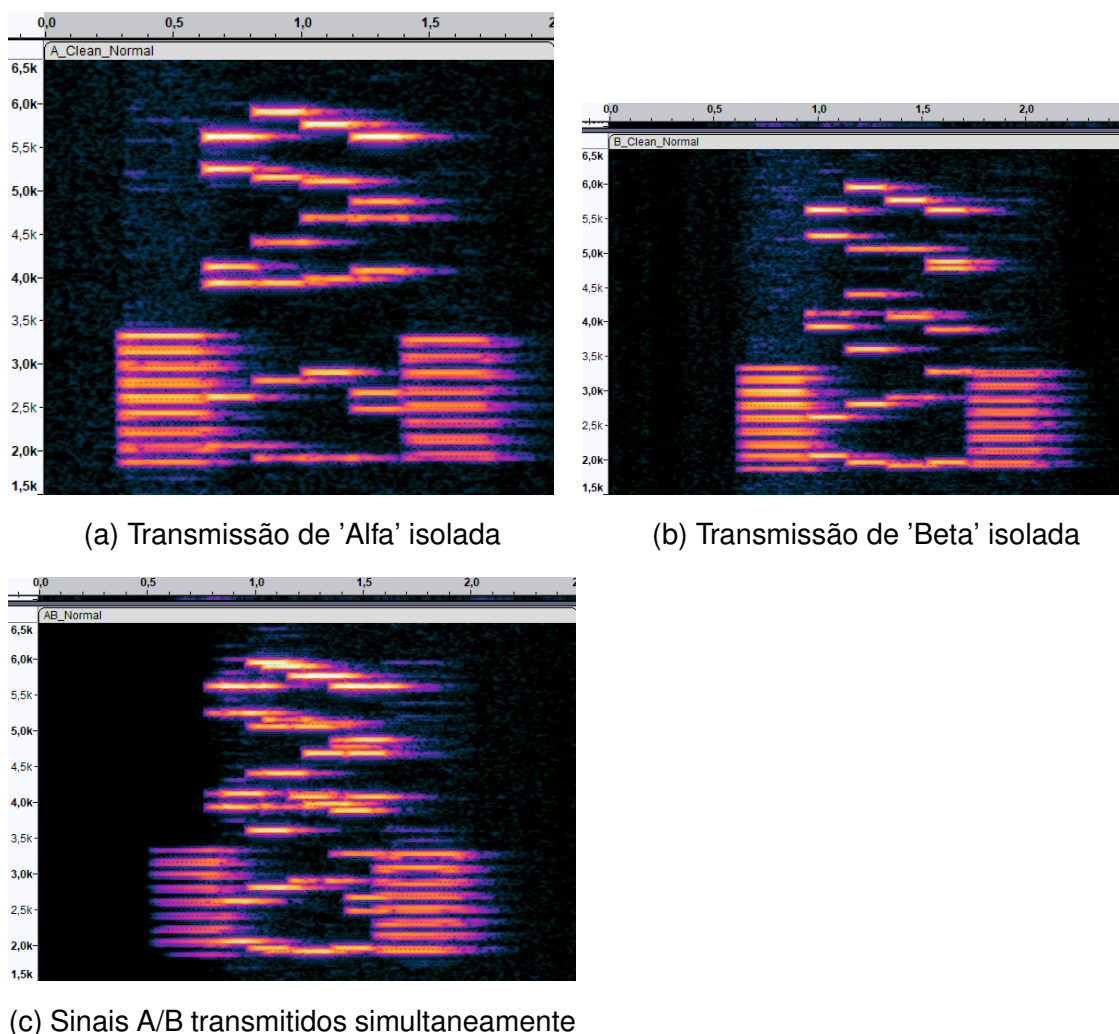 0,0 0,5 1,0 1,5 2
A_Clean_Normal
6,5k
6,0k
5,5k
5,0k
4,5k
4,0k
3,5k
3,0k
2,5k
2,0k
1,5k
(a) Transmissão de ’Alfa’ isolada
0,0 0,5 1,0 1,5 2,0
B_Clean_Normal
6,5k
6,0k
5,5k
5,0k
4,5k
4,0k
3,5k
3,0k
2,5k
2,0k
1,5k
(b) Transmissão de ’Beta’ isolada
0,0 0,5 1,0 1,5 2,0
AB_Normal
6,5k
6,0k
5,5k
5,0k
4,5k
4,0k
3,5k
3,0k
2,5k
2,0k
1,5k
(c) Sinais A/B transmitidos simultaneamente